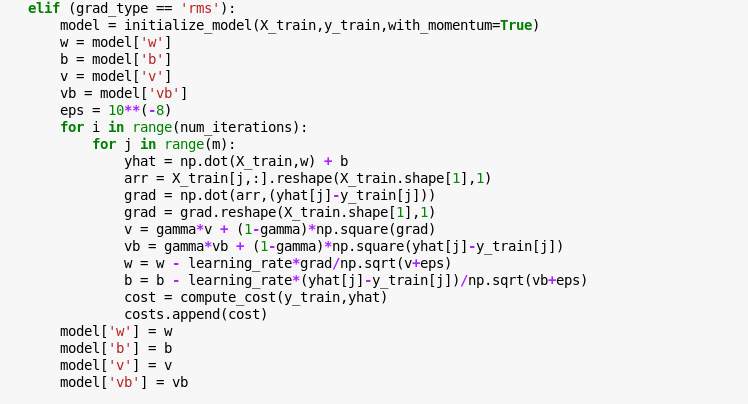 elif (grad_type == 'rms'):
    model = initialize_model(X_train,y_train,with_momentum=True)
    w = model['w']
    b = model['b']
    v = model['v']
    vb = model['vb']
    eps = 10**(-8)
    for i in range(num_iterations):
        for j in range(m):
            yhat = np.dot(X_train,w) + b
            arr = X_train[j,:].reshape(X_train.shape[1],1)
            grad = np.dot(arr,(yhat[j]-y_train[j]))
            grad = grad.reshape(X_train.shape[1],1)
            v = gamma*v + (1-gamma)*np.square(grad)
            vb = gamma*vb + (1-gamma)*np.square(yhat[j]-y_train[j])
            w = w - learning_rate*grad/np.sqrt(v+eps)
            b = b - learning_rate*(yhat[j]-y_train[j])/np.sqrt(vb+eps)
            cost = compute_cost(y_train,yhat)
            costs.append(cost)
    model['w'] = w
    model['b'] = b
    model['v'] = v
    model['vb'] = vb